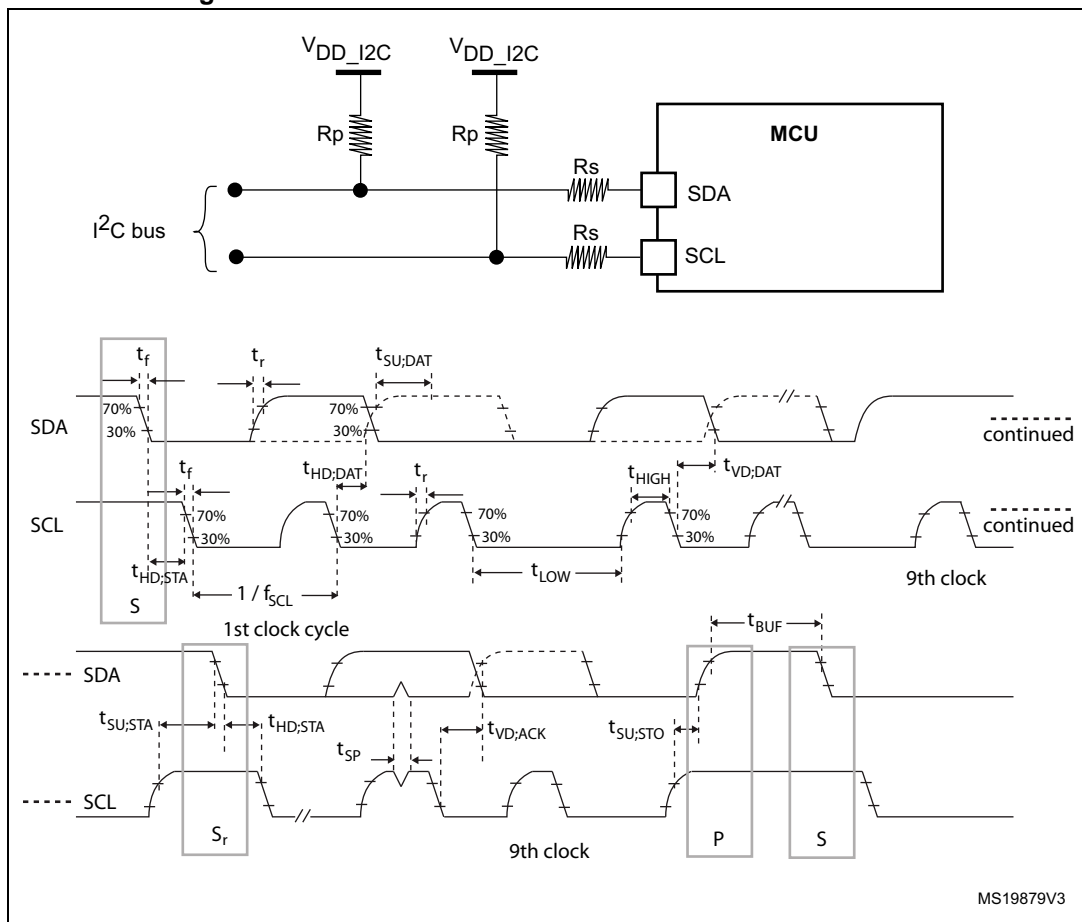 VDD_I2C VDD_I2C
Rp Rp
MCU
Rs
SDA
I2C bus
Rs
SCL
tf tr tSU;DAT
70% 70%
SDA
30% 30%
continued
tf tHD;DAT tr tHIGH tVD;DAT
70% 70% 70% 70%
SCL
30% 30% 30% 30%
continued
tHD;STA
tLOW
9th clock
S
1 / fSCL
1st clock cycle
tBUF
SDA
tSU;STA tHD;STA
tSP
tVD;ACK
tSU;STO
SCL
Sr
P
S
9th clock
MS19879V3